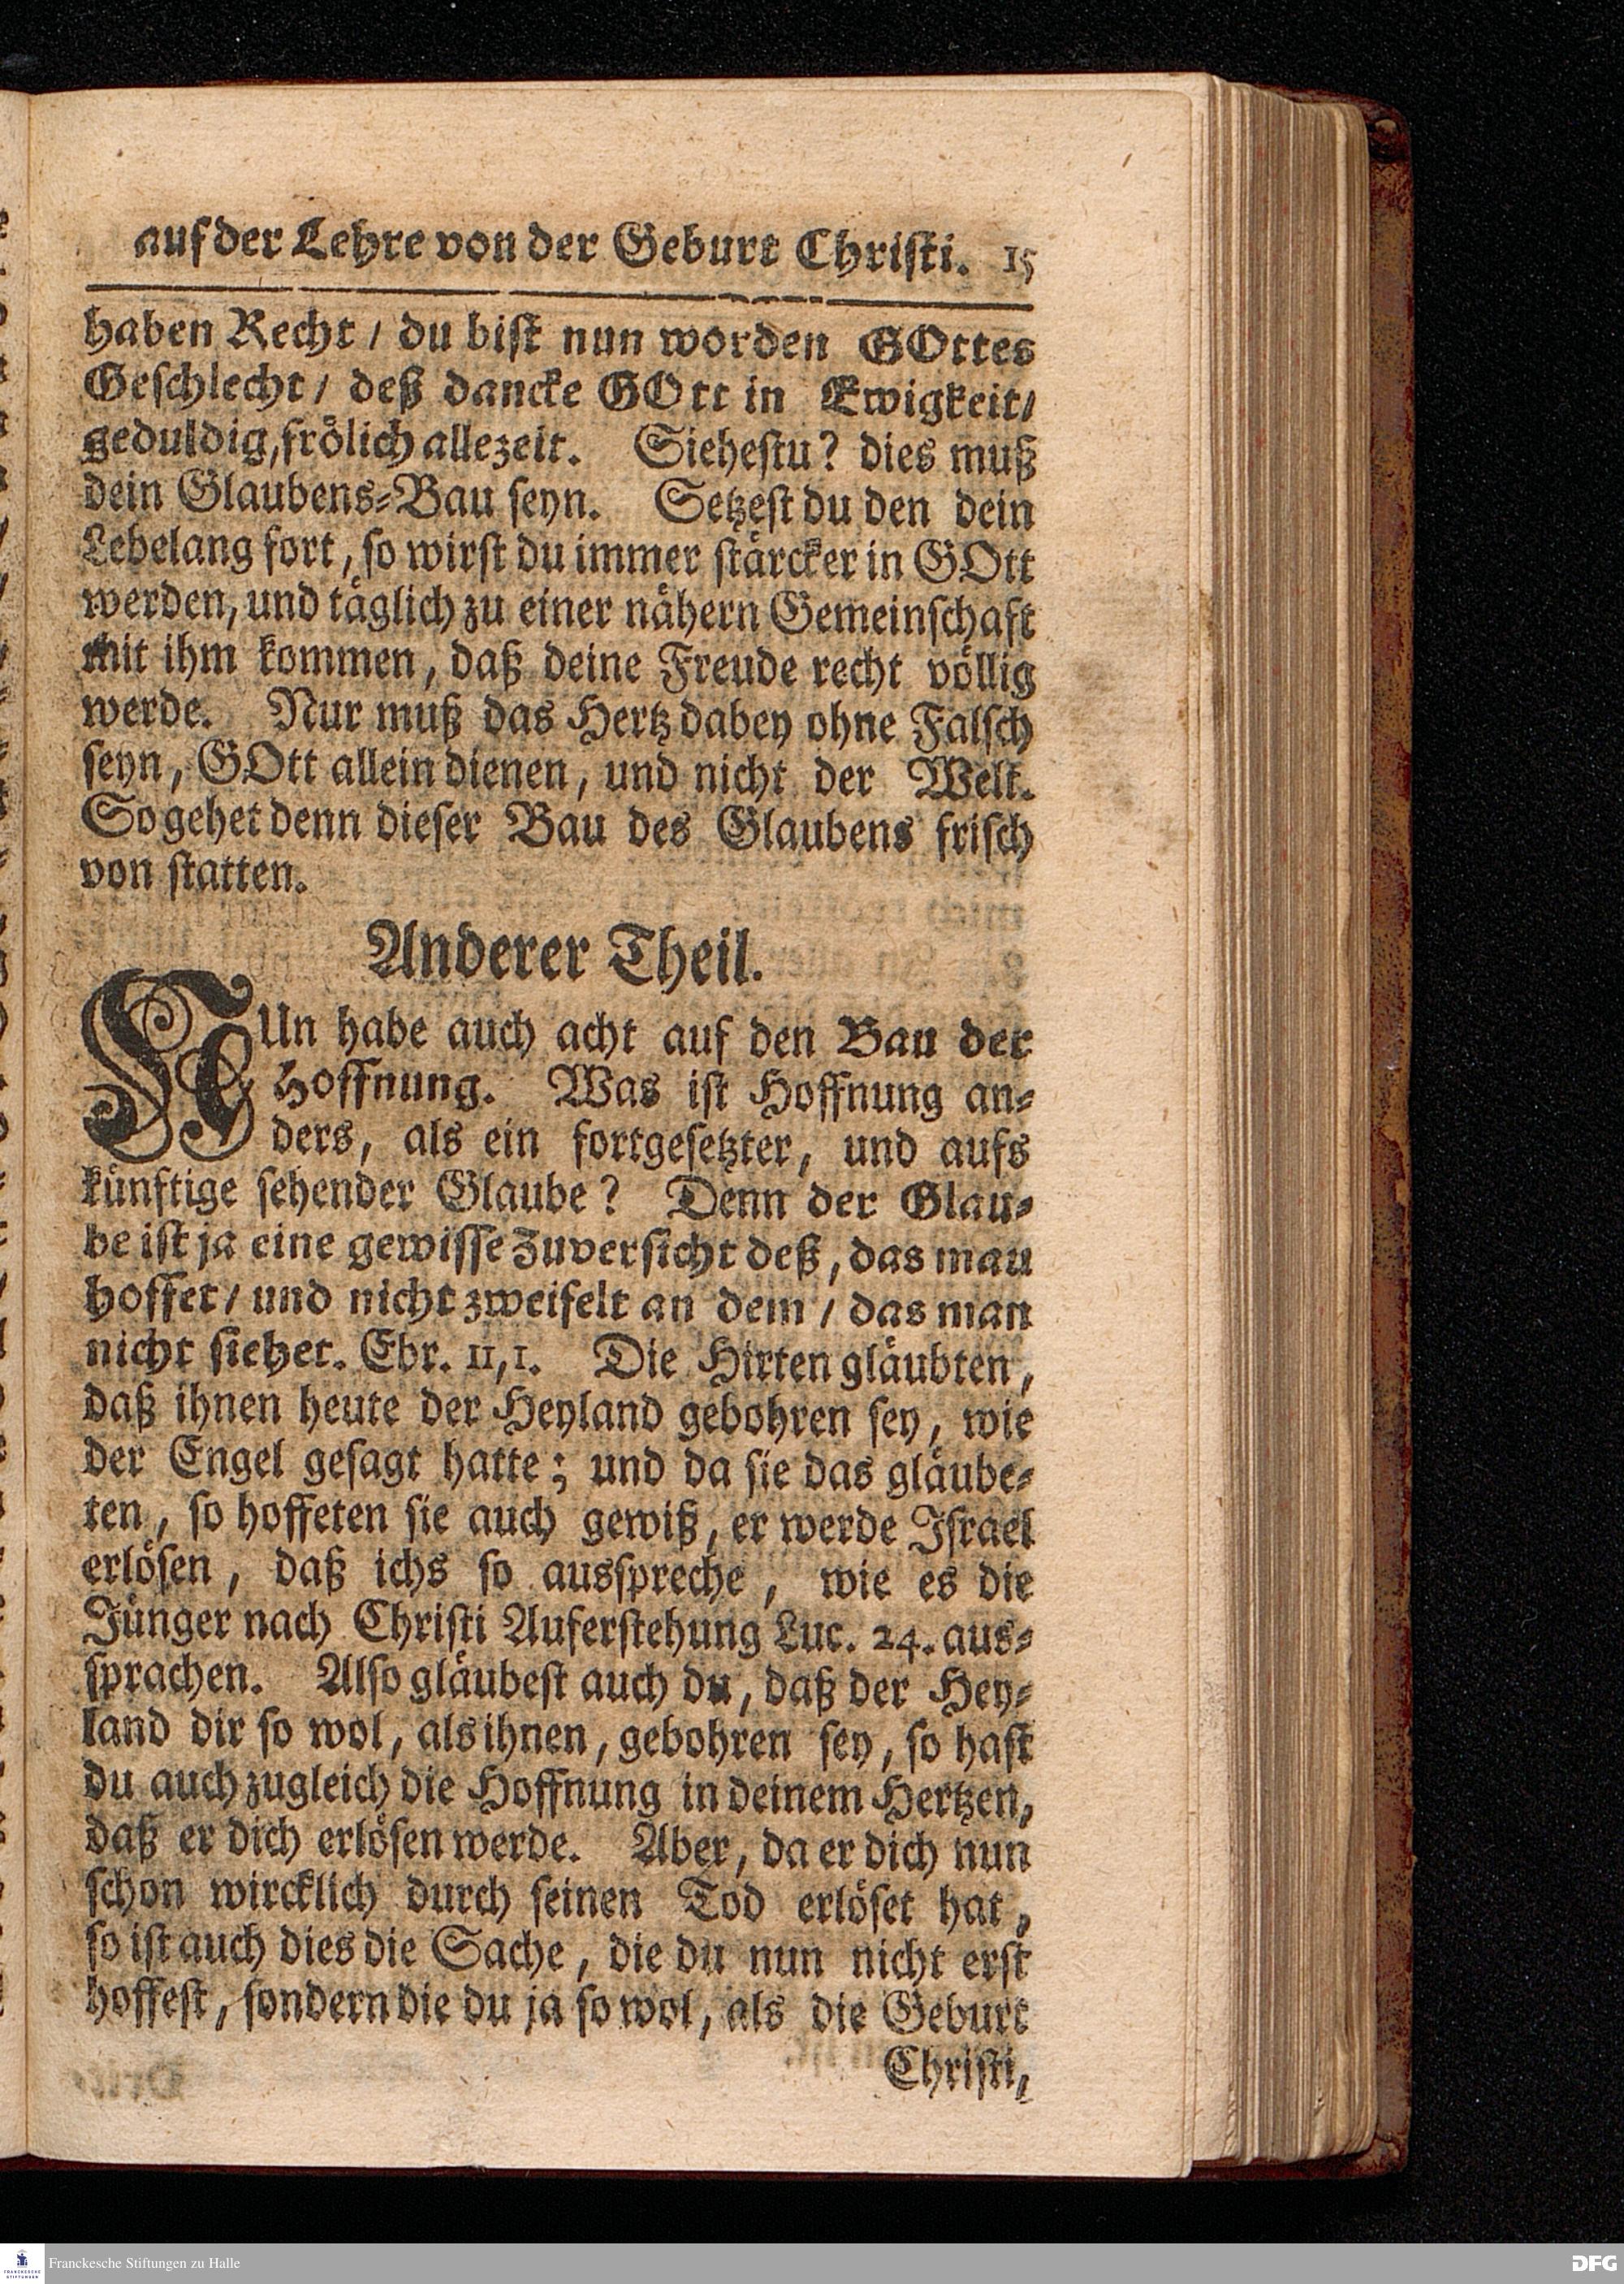 auf der Lehre von der Geburt Christi. 15
haben Recht / du bist nun worden GOttes
Geschlecht / deß dancke GOtt in Ewigkeit /
geduldig, frölich allezeit. Siehestu? dies muß
dein Glaubens-Bau seyn. Setzest du den dein
Lebelang fort, so wirst du immer stärcker in GOtt
werden, und täglich zu einer nähern Gemeinschaft
mit ihm kommen, daß deine Freude recht völlig
werde. Nur muß das Hertz dabey ohne Falsch
seyn, GOtt allein dienen, und nicht der Welt.
So gehet denn dieser Bau des Glaubens frisch
von statten.
Anderer Theil.
NUn habe auch acht auf den Bau der
Hoffnung. Was ist Hoffnung an-
ders, als ein fortgesetzter, und aufs
künftige sehender Glaube? Denn der Glau-
be ist ja eine gewisse Zuversicht deß, das man
hoffet / und nicht zweifelt an dem / das man
nicht siehet. Ebr. 11,1. Die Hirten gläubten,
daß ihnen heute der Heyland gebohren sey, wie
der Engel gesagt hatte; und da sie das gläube-
ten, so hoffeten sie auch gewiß, er werde Israel
erlösen, daß ichs so ausspreche, wie es die
Jünger nach Christi Auferstehung Luc. 24. aus-
sprachen. Also gläubest auch du, daß der Hey-
land dir so wol, als ihnen, gebohren sey, so hast
du auch zugleich die Hoffnung in deinem Hertzen,
daß er dich erlösen werde. Aber, da er dich nun
schon wircklich durch seinen Tod erlöset hat,
so ist auch dies die Sache, die du nun nicht erst
hoffest, sondern die du ja so wol, als die Geburt
Christi,
Franckesche Stiftungen zu Halle
DFG